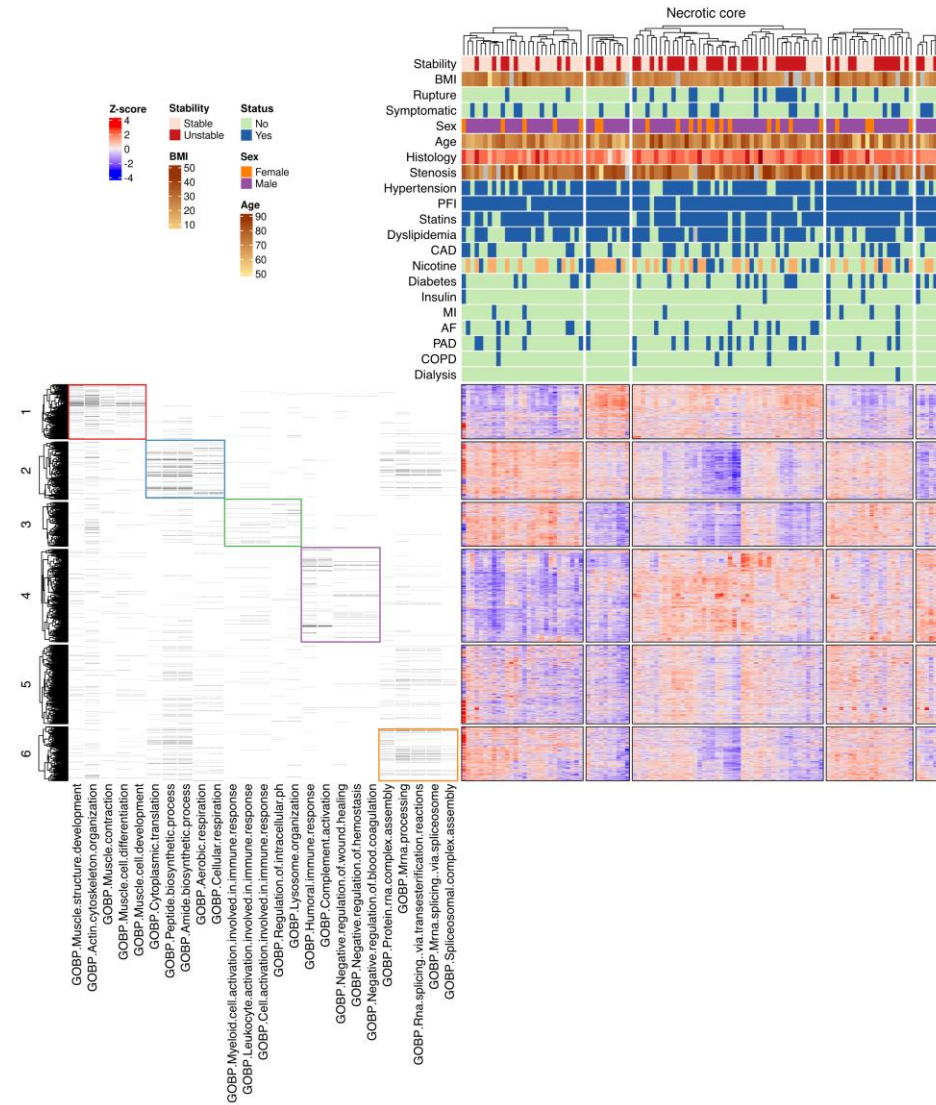 Necrotic core
Stability
BMI
Rupture
Symptomatic
Sex
Age
Histology
Stenosis
Hypertension
PFI
Statins
Dyslipidemia
CAD
Nicotine
Diabetes
Insulin
MI
AF
PAD
COPD
Dialysis
Z-score
4
2
0
-2
-4
Stability
Stable
Unstable
BMI
50
40
30
20
10
Status
No
Yes
Sex
Female
Male
Age
90
80
70
60
50
1
2
3
4
5
6
GOBP.Muscle.structure.development
GOBP.Actin.cytoskeleton.organization
GOBP.Muscle.contraction
GOBP.Muscle.cell.differentiation
GOBP.Muscle.cell.development
GOBP.Cytoplasmic.translation
GOBP.Peptide.biosynthetic.process
GOBP.Amide.biosynthetic.process
GOBP.Aerobic.respiration
GOBP.Cellular.respiration
GOBP.Myeloid.cell.activation.involved.in.immune.response
GOBP.Leukocyte.activation.involved.in.immune.response
GOBP.Cell.activation.involved.in.immune.response
GOBP.Regulation.of.intracellular.ph
GOBP.Lysosome.organization
GOBP.Humoral.immune.response
GOBP.Complement.activation
GOBP.Negative.regulation.of.wound.healing
GOBP.Negative.regulation.of.hemostasis
GOBP.Negative.regulation.of.blood.coagulation
GOBP.Protein.rna.complex.assembly
GOBP.Mrna.processing
GOBP.Rna.splicing..via.transesterification.reactions
GOBP.Mrna.splicing..via.spliceosome
GOBP.Spliceosomal.complex.assembly